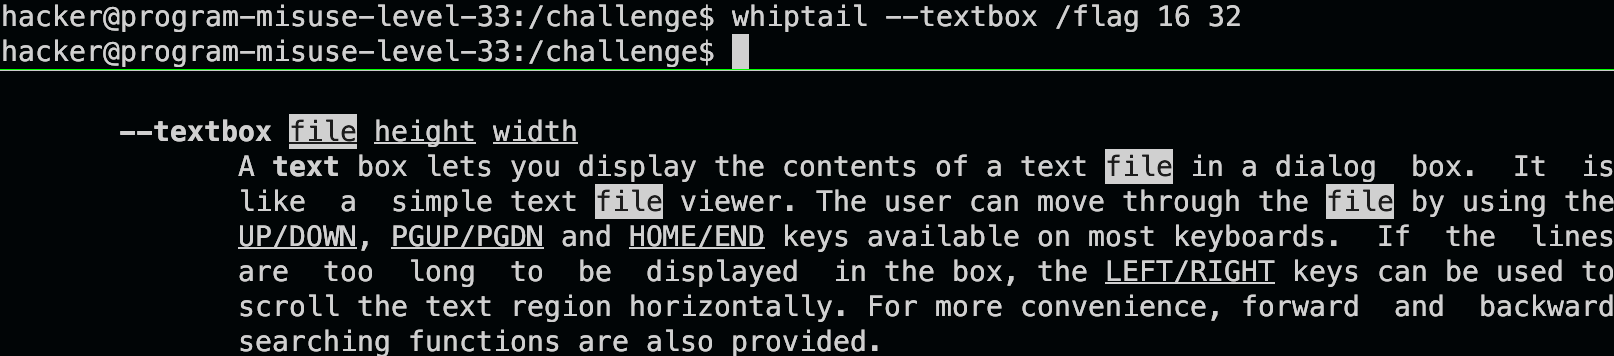 hacker@program-misuse-level-33:/challenge$ whiptail --textbox /flag 16 32
hacker@program-misuse-level-33:/challenge$
--textbox file height width
A text box lets you display the contents of a text file in a dialog box. It is
like a simple text file viewer. The user can move through the file by using the
UP/DOWN, PGUP/PGDN and HOME/END keys available on most keyboards. If the lines
are too long to be displayed in the box, the LEFT/RIGHT keys can be used to
scroll the text region horizontally. For more convenience, forward and backward
searching functions are also provided.